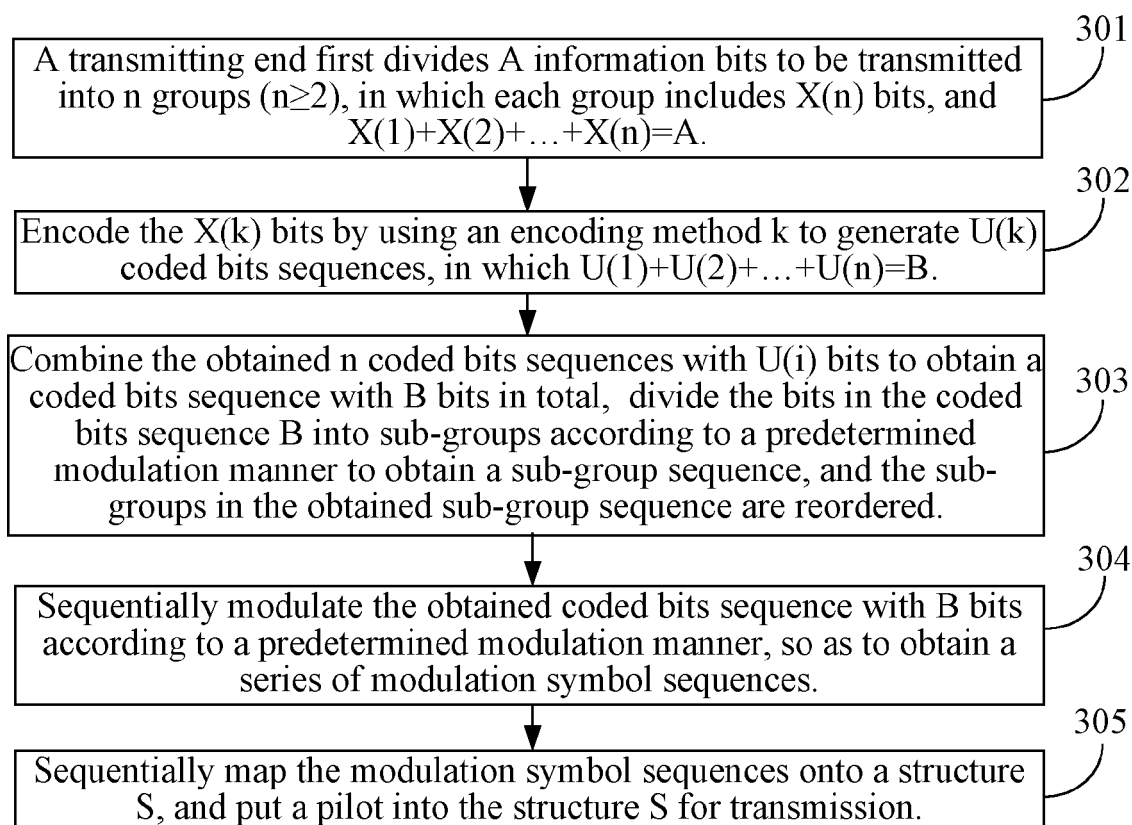 301
A transmitting end first divides A information bits to be transmitted
into n groups (n≥2), in which each group includes X(n) bits, and
X(1)+X(2)+…+X(n)=A.
302
Encode the X(k) bits by using an encoding method k to generate U(k)
coded bits sequences, in which U(1)+U(2)+…+U(n)=B.
303
Combine the obtained n coded bits sequences with U(i) bits to obtain a
coded bits sequence with B bits in total, divide the bits in the coded
bits sequence B into sub-groups according to a predetermined
modulation manner to obtain a sub-group sequence, and the sub-
groups in the obtained sub-group sequence are reordered.
304
Sequentially modulate the obtained coded bits sequence with B bits
according to a predetermined modulation manner, so as to obtain a
series of modulation symbol sequences.
305
Sequentially map the modulation symbol sequences onto a structure
S, and put a pilot into the structure S for transmission.